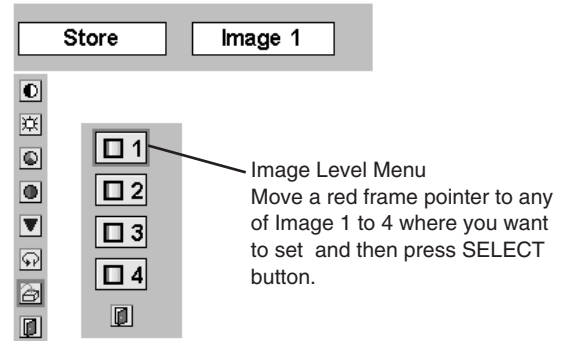 Store Image 1
1
2
3
4
Image Level Menu
Move a red frame pointer to any
of Image 1 to 4 where you want
to set and then press SELECT
button.